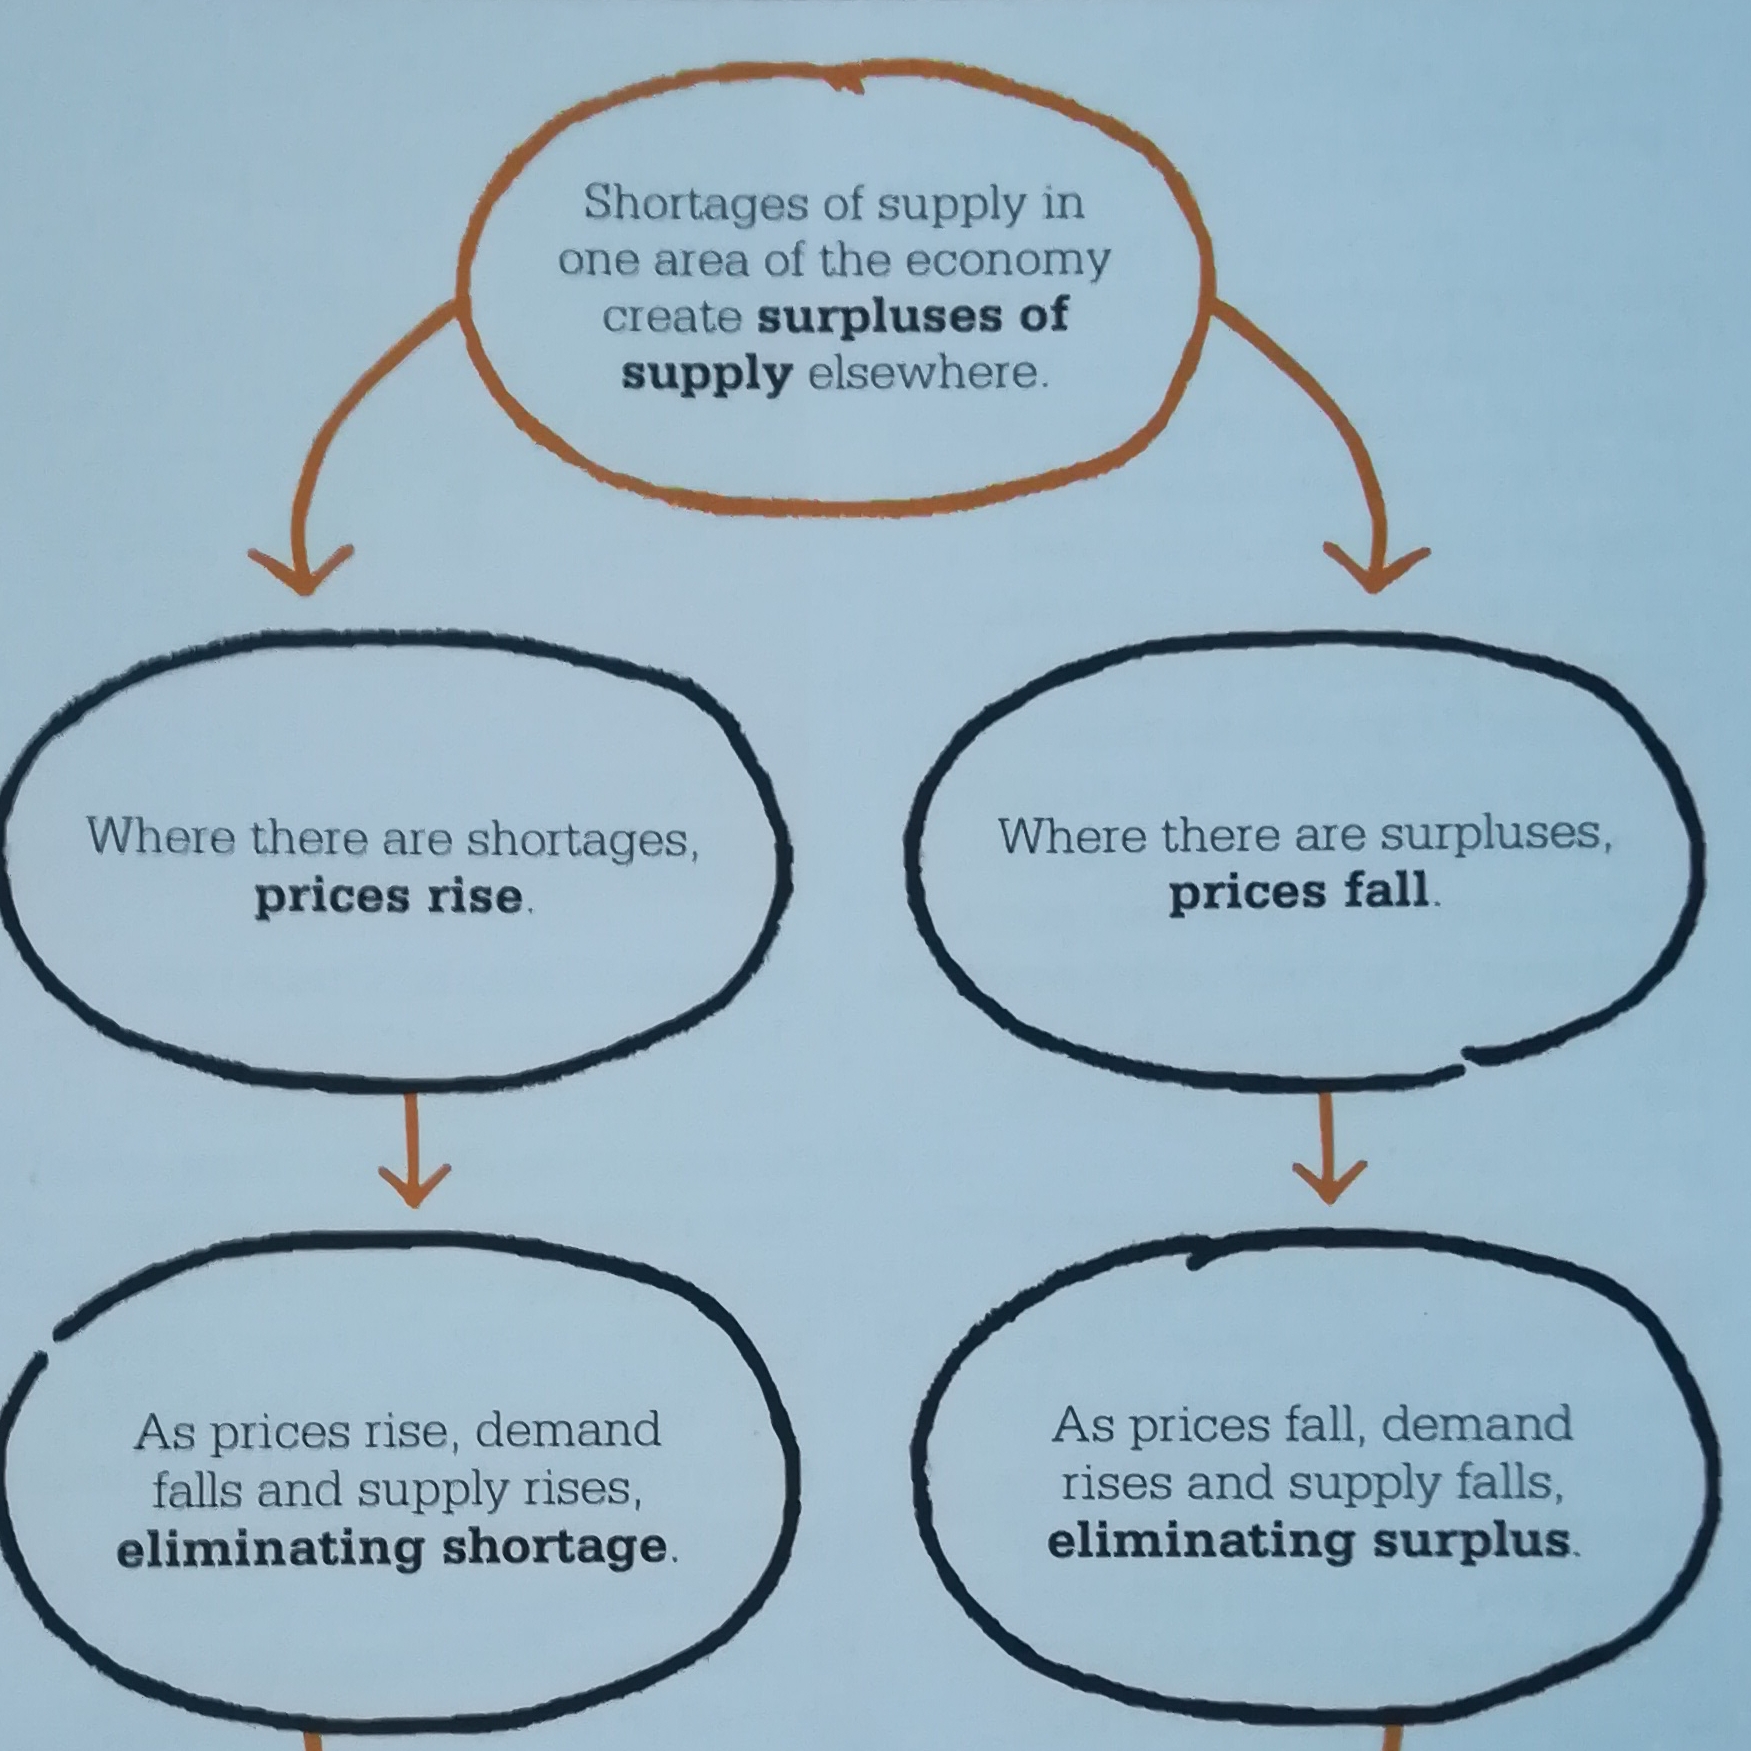 Shortages of supply in
one area of the economy
create surpluses of
supply elsewhere.
Where there are shortages,
prices rise.
Where there are surpluses,
prices fall.
As prices rise, demand
falls and supply rises,
eliminating shortage.
As prices fall, demand
rises and supply falls,
eliminating surplus.